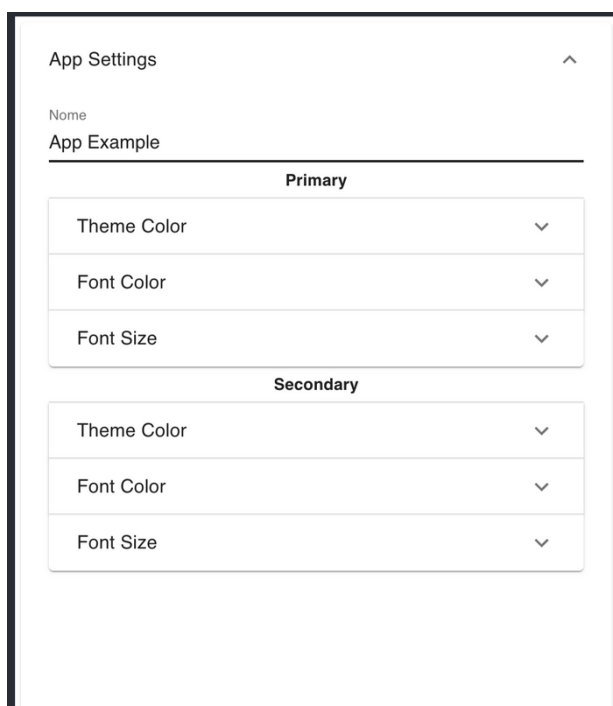 App Settings
Nome
App Example
Primary
Theme Color
Font Color
Font Size
Secondary
Theme Color
Font Color
Font Size